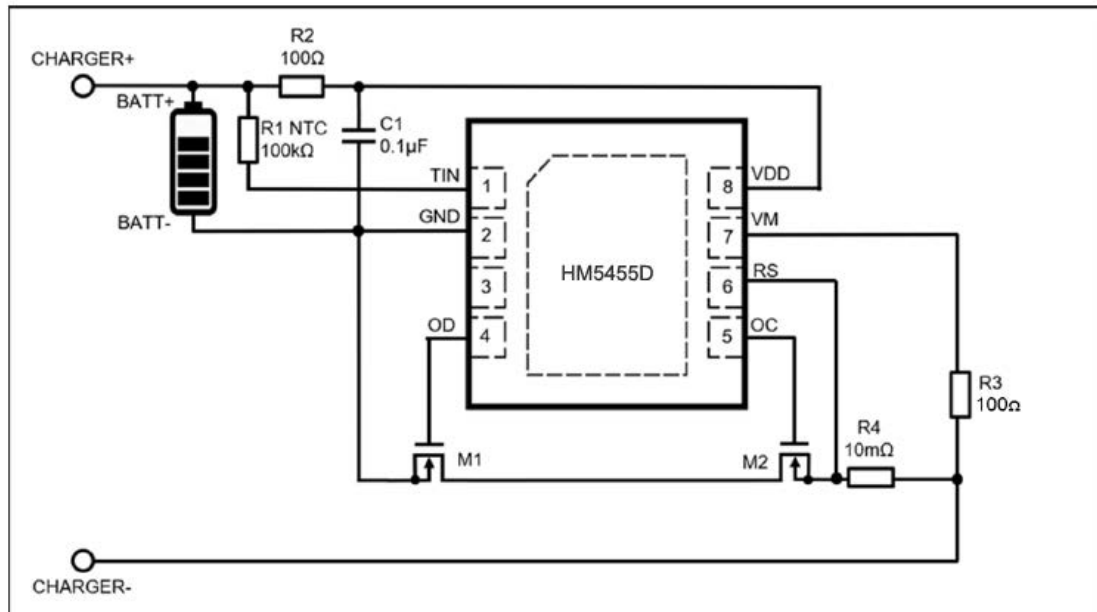 CHARGER+
BATT+
BATT-
R2
100Ω
R1 NTC
100kΩ
C1
0.1µF
TIN
GND
OD
1
2
3
4
HM5455D
8
7
6
5
VDD
VM
RS
OC
R3
100Ω
R4
10mΩ
M1
M2
CHARGER-